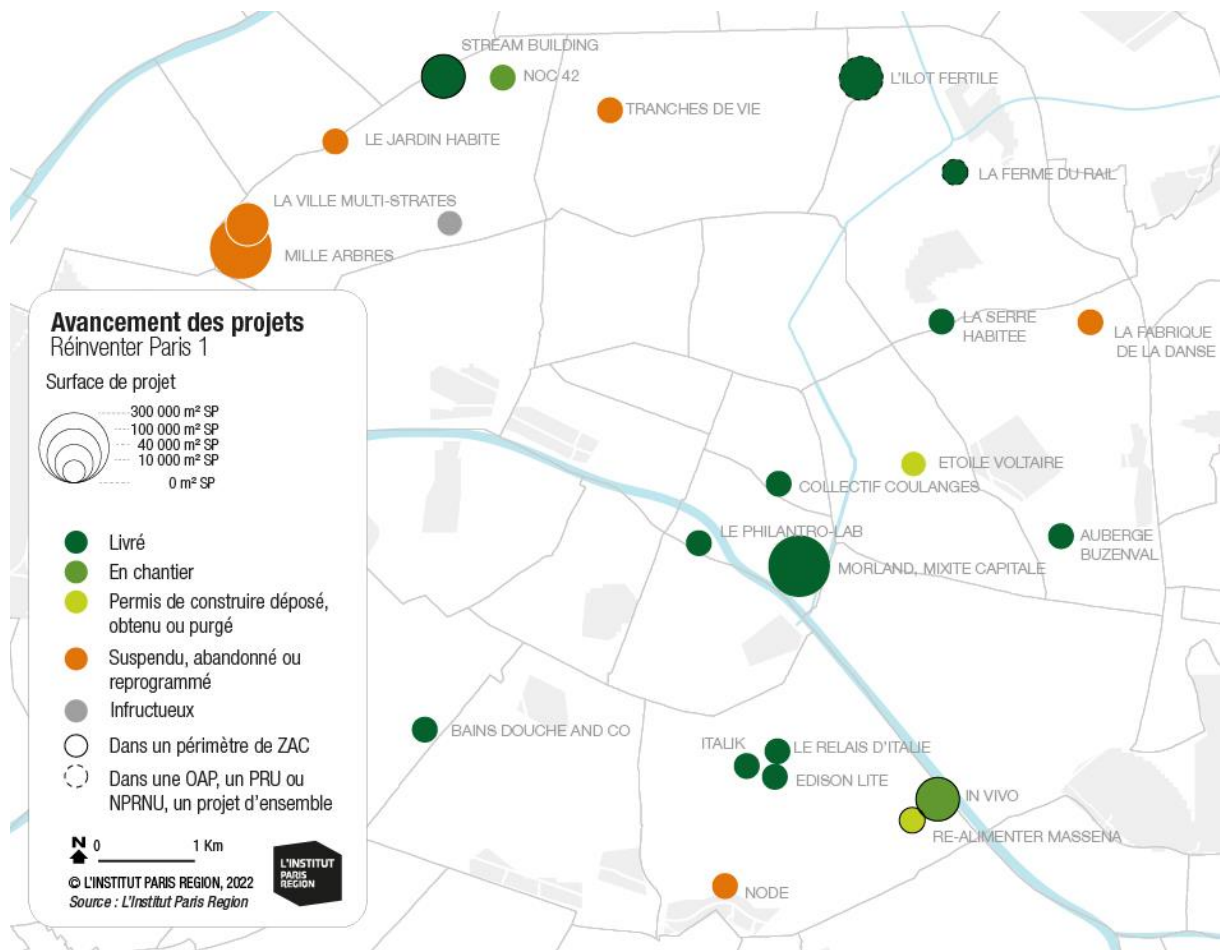 STREAM BUILDING
NOC 42
L'ILOT FERTILE
TRANCHES DE VIE
LE JARDIN HABITE
LA FERME DU RAIL
LA VILLE MULTI-STRATES
MILLE ARBRES
LA SERRE
HABITEE
LA FABRIQUE
DE LA DANSE
ETOILE VOLTAIRE
COLLECTIF COULANGES
LE PHILANTRO-LAB
AUBERGE
BUZENVAL
MORLAND, MIXITE CAPITALE
BAINS DOUCHE AND CO
ITALIK
LE RELAIS D'ITALIE
EDISON LITE
IN VIVO
RE-ALIMENTER MASSENA
NODE
Avancement des projets
Réinventer Paris 1
Surface de projet
300 000 m² SP
100 000 m² SP
40 000 m² SP
10 000 m² SP
0 m² SP
Livré
En chantier
Permis de construire déposé,
obtenu ou purgé
Suspendu, abandonné ou
reprogrammé
Infructueux
Dans un périmètre de ZAC
Dans une OAP, un PRU ou
NPRNU, un projet d'ensemble
N 0 1 Km
© L'INSTITUT PARIS REGION, 2022
Source : L'Institut Paris Region
L'INSTITUT
PARIS
REGION